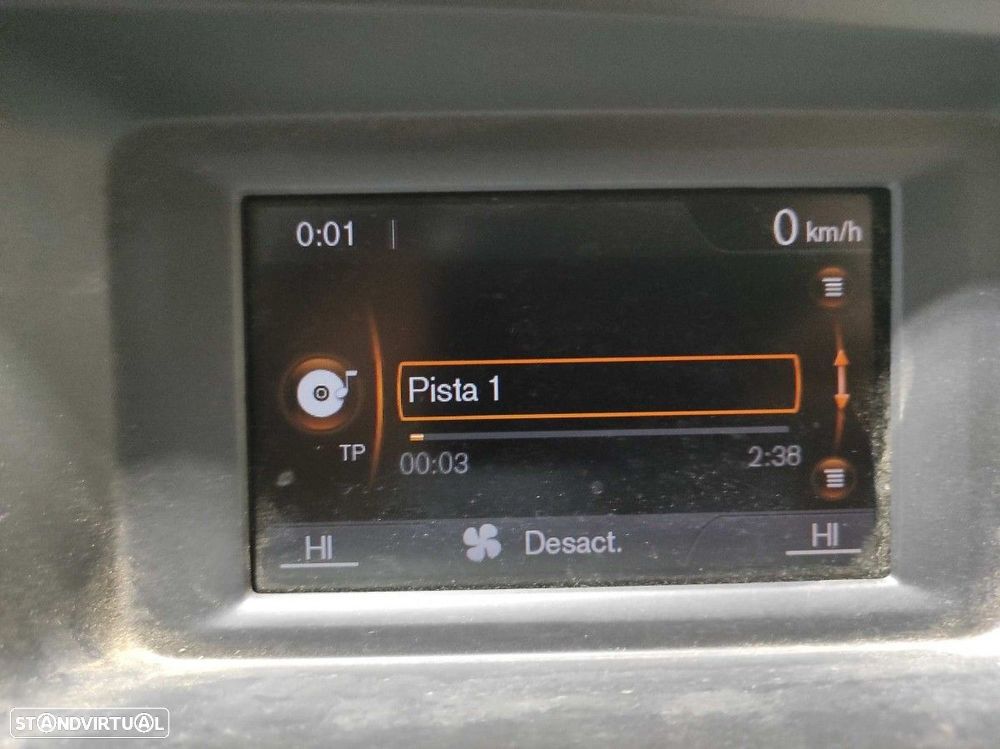 0:01
0 km/h
Pista 1
TP
00:03 2:38
HI Desact. HI
STANDVIRTUAL